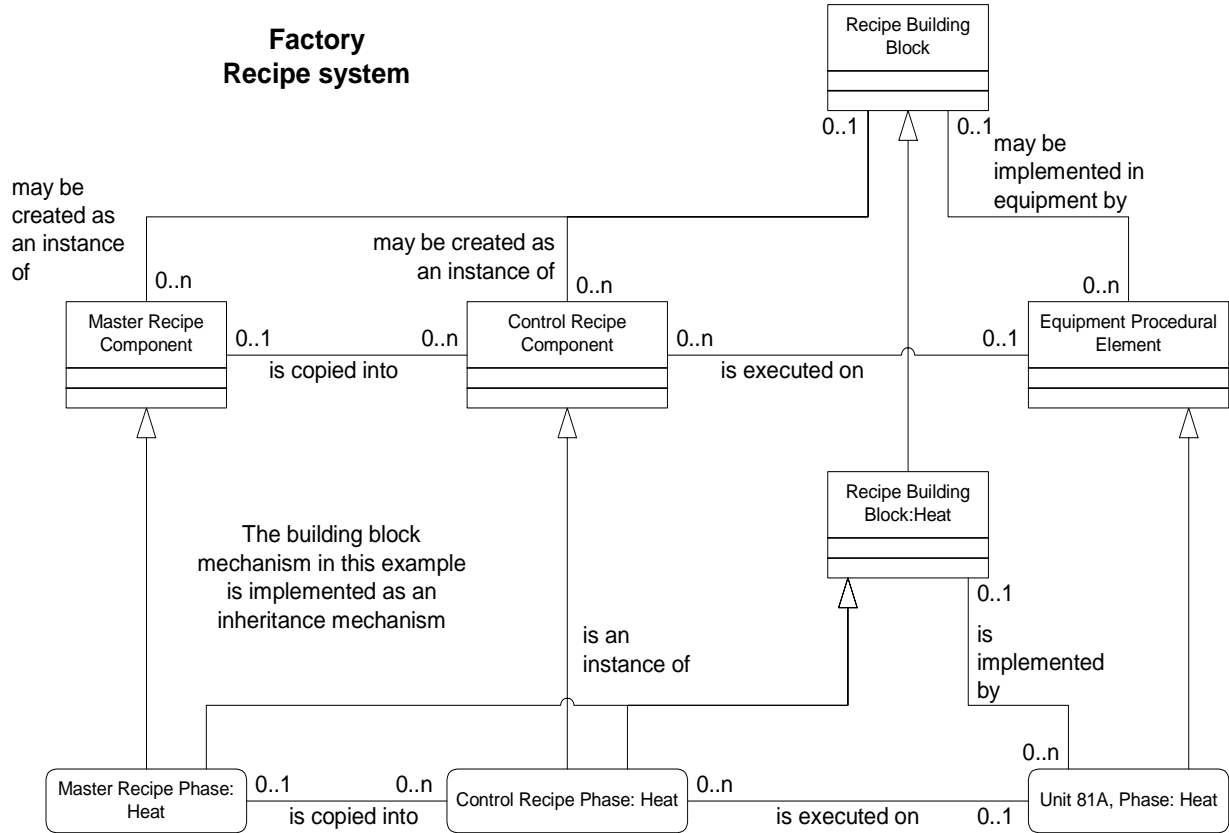 Factory
Recipe system
Recipe Building
Block
0..1
0..1
may be
implemented in
equipment by
may be
created as
an instance
of
may be created as
an instance of
0..n
0..n
0..n
Master Recipe
Component
0..1
0..n
is copied into
Control Recipe
Component
0..n
0..1
is executed on
Equipment Procedural
Element
Recipe Building
Block:Heat
The building block
mechanism in this example
is implemented as an
inheritance mechanism
0..1
is an
instance of
is
implemented
by
0..n
Master Recipe Phase:
Heat
0..1
0..n
is copied into
Control Recipe Phase: Heat
0..n
0..1
is executed on
Unit 81A, Phase: Heat